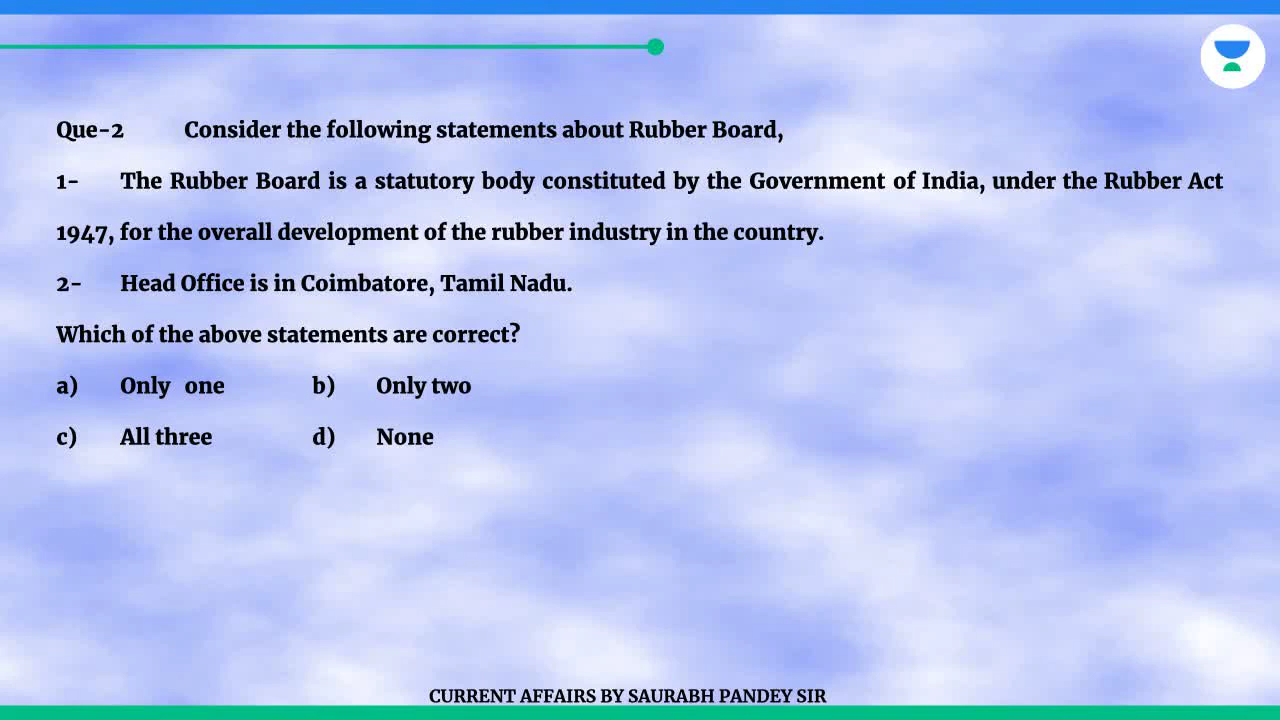 Que-2 Consider the following statements about Rubber Board,
1- The Rubber Board is a statutory body constituted by the Government of India, under the Rubber Act
1947, for the overall development of the rubber industry in the country.
2- Head Office is in Coimbatore, Tamil Nadu.
Which of the above statements are correct?
a) Only one b) Only two
c) All three d) None
CURRENT AFFAIRS BY SAURABH PANDEY SIR